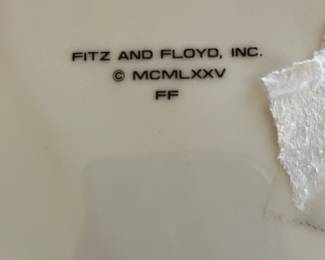 FITZ AND FLOYD, INC.
© MCMLXXV
FF